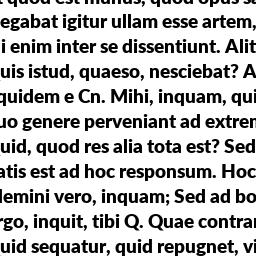 t quod est munus, quod opus sa
egabat igitur ullam esse artem,
i enim inter se dissentiunt. Alit
uis istud, quaeso, nesciebat? A
quidem e Cn. Mihi, inquam, qui
uo genere perveniant ad extrem
uid, quod res alia tota est? Sed
atis est ad hoc responsum. Hoc
demini vero, inquam; Sed ad bo
rgo, inquit, tibi Q. Quae contrar
uid sequatur, quid repugnet, vi